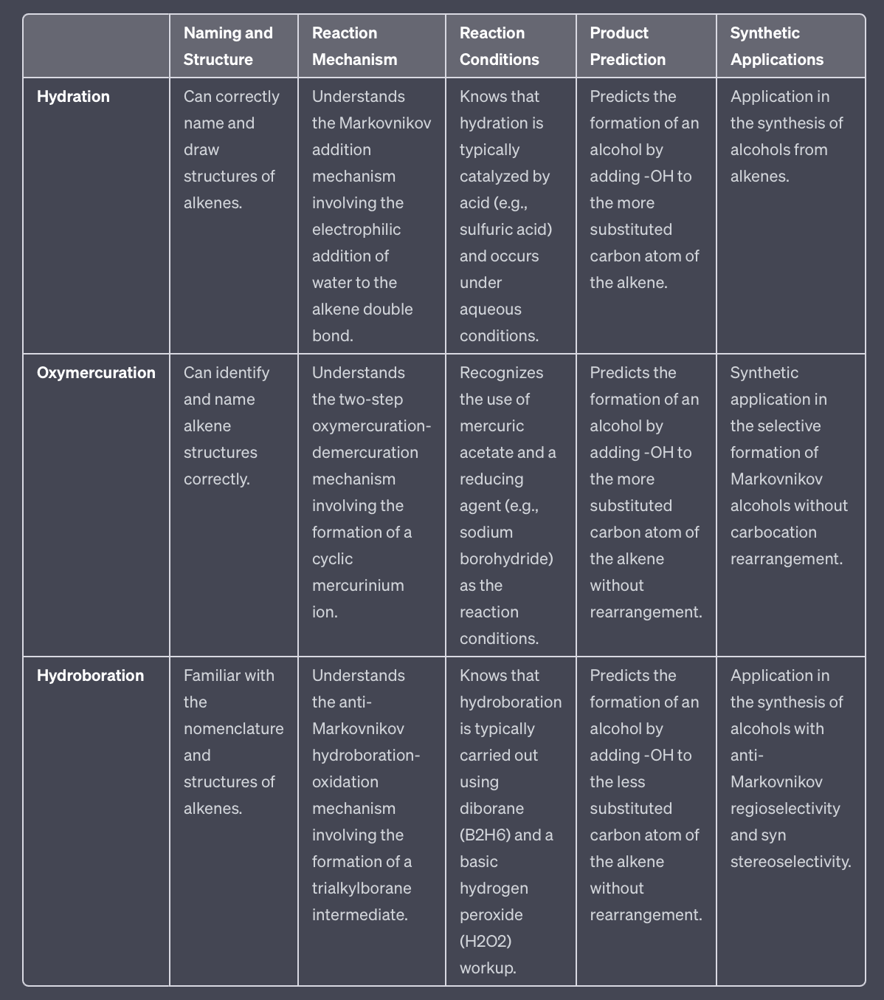 Naming and
Structure
Reaction
Mechanism
Reaction
Conditions
Product
Prediction
Synthetic
Applications
Hydration
Can correctly
name and
draw
structures of
alkenes.
Understands
the Markovnikov
addition
mechanism
involving the
electrophilic
addition of
water to the
alkene double
bond.
Knows that
hydration is
typically
catalyzed by
acid (e.g.,
sulfuric acid)
and occurs
under
aqueous
conditions.
Predicts the
formation of an
alcohol by
adding -OH to
the more
substituted
carbon atom of
the alkene.
Application in
the synthesis of
alcohols from
alkenes.
Oxymercuration
Can identify
and name
alkene
structures
correctly.
Understands
the two-step
oxymercuration-
demercuration
mechanism
involving the
formation of a
cyclic
mercurinium
ion.
Recognizes
the use of
mercuric
acetate and a
reducing
agent (e.g.,
sodium
borohydride)
as the
reaction
conditions.
Predicts the
formation of an
alcohol by
adding -OH to
the more
substituted
carbon atom of
the alkene
without
rearrangement.
Synthetic
application in
the selective
formation of
Markovnikov
alcohols without
carbocation
rearrangement.
Hydroboration
Familiar with
the
nomenclature
and
structures of
alkenes.
Understands
the anti-
Markovnikov
hydroboration-
oxidation
mechanism
involving the
formation of a
trialkylborane
intermediate.
Knows that
hydroboration
is typically
carried out
using
diborane
(B2H6) and a
basic
hydrogen
peroxide
(H2O2)
workup.
Predicts the
formation of an
alcohol by
adding -OH to
the less
substituted
carbon atom of
the alkene
without
rearrangement.
Application in
the synthesis of
alcohols with
anti-
Markovnikov
regioselectivity
and syn
stereoselectivity.